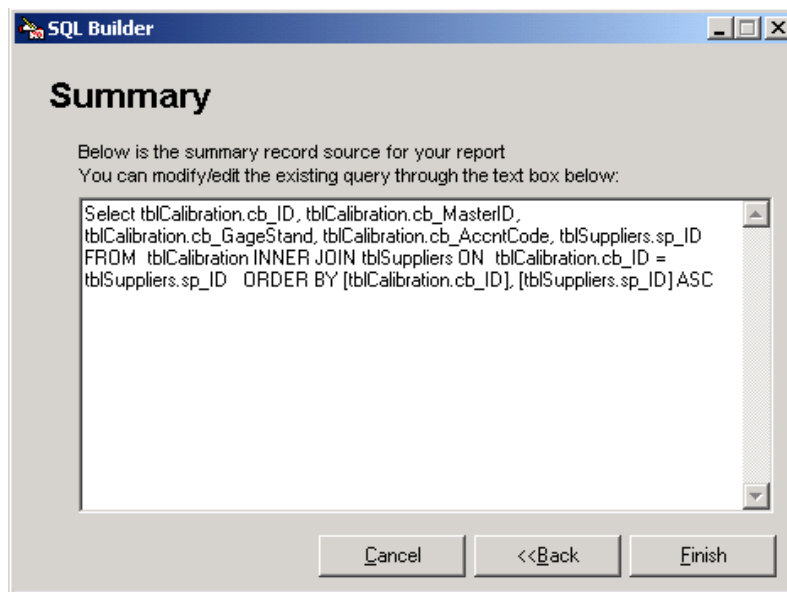 SQL Builder
Summary
Below is the summary record source for your report
You can modify/edit the existing query through the text box below:
Select tblCalibration.cb_ID, tblCalibration.cb_MasterID,
tblCalibration.cb_GageStand, tblCalibration.cb_AccntCode, tblSuppliers.sp_ID
FROM  tblCalibration INNER JOIN tblSuppliers ON  tblCalibration.cb_ID =
tblSuppliers.sp_ID   ORDER BY [tblCalibration.cb_ID], [tblSuppliers.sp_ID] ASC
Cancel
<<Back
Finish